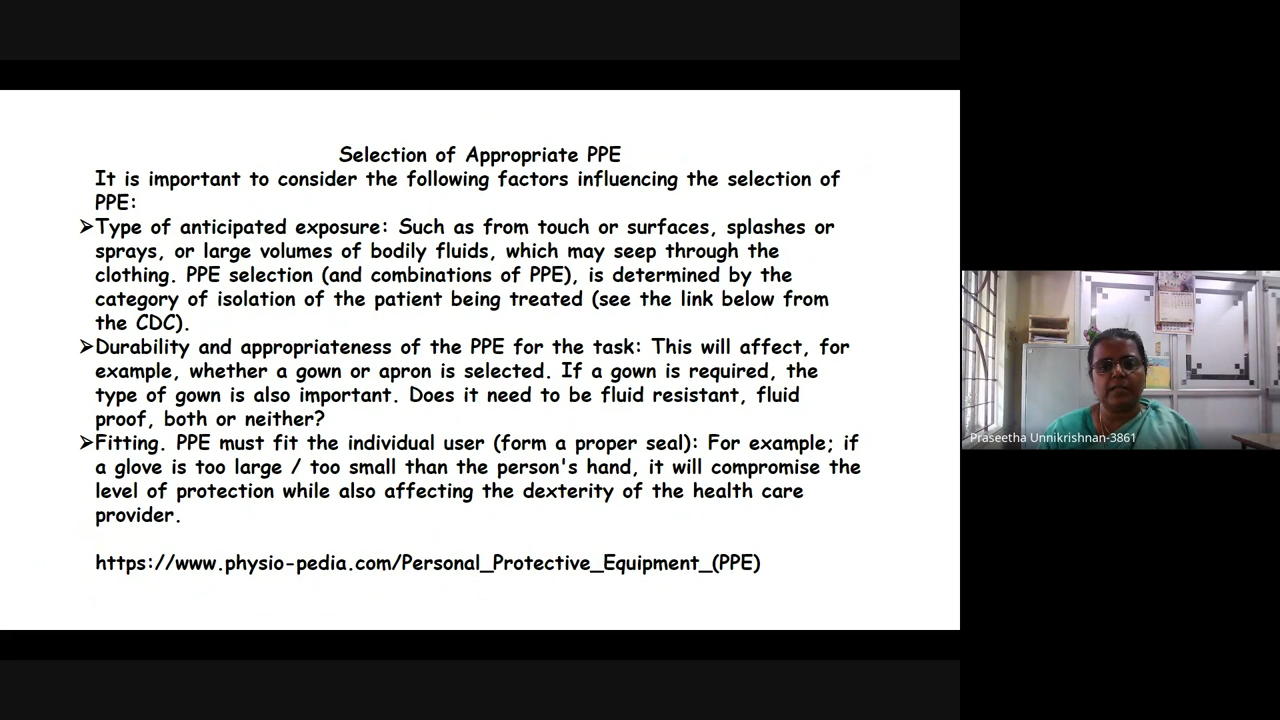 Selection of Appropriate PPE
It is important to consider the following factors influencing the selection of
PPE:
➢Type of anticipated exposure: Such as from touch or surfaces, splashes or
sprays, or large volumes of bodily fluids, which may seep through the
clothing. PPE selection (and combinations of PPE), is determined by the
category of isolation of the patient being treated (see the link below from
the CDC).
➢Durability and appropriateness of the PPE for the task: This will affect, for
example, whether a gown or apron is selected. If a gown is required, the
type of gown is also important. Does it need to be fluid resistant, fluid
proof, both or neither?
➢Fitting. PPE must fit the individual user (form a proper seal): For example; if
a glove is too large / too small than the person's hand, it will compromise the
level of protection while also affecting the dexterity of the health care
provider.
https://www.physio-pedia.com/Personal_Protective_Equipment_(PPE)
Praseetha Unnikrishnan-3861